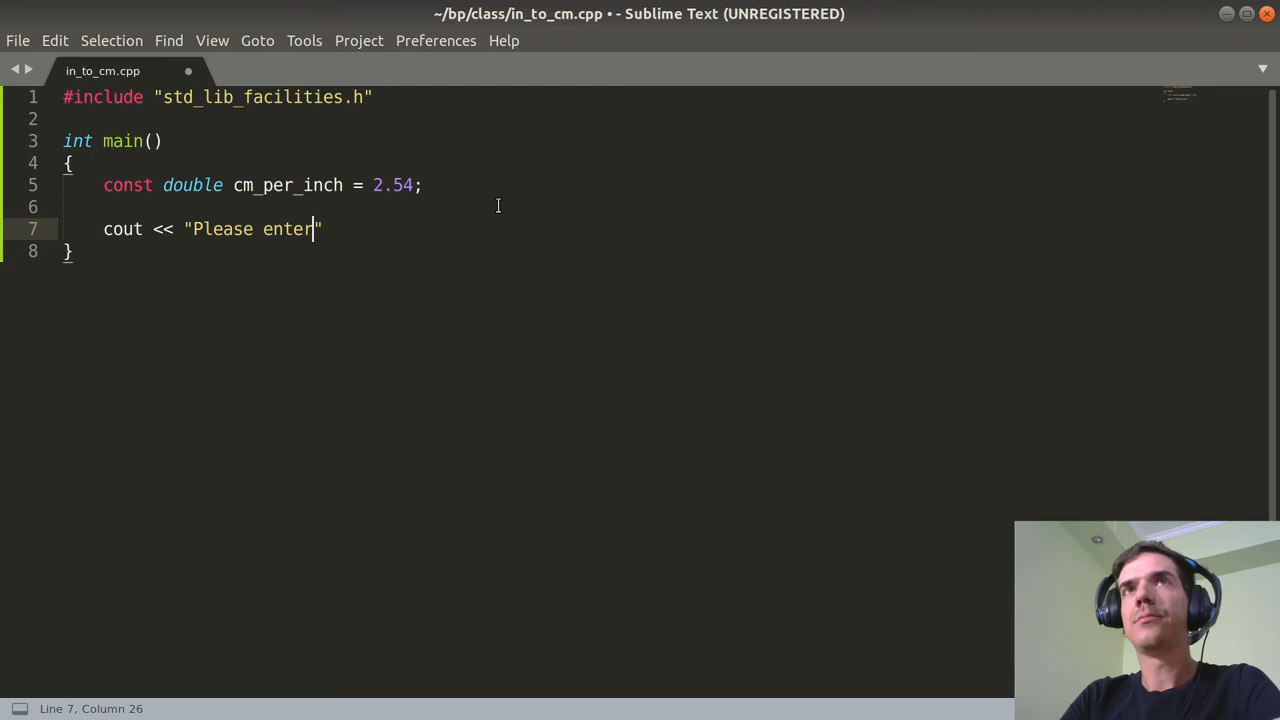 ~/bp/class/in_to_cm.cpp • - Sublime Text (UNREGISTERED)
File Edit Selection Find View Goto Tools Project Preferences Help
in_to_cm.cpp
1 #include "std_lib_facilities.h"
2
3 int main()
4 {
5 const double cm_per_inch = 2.54;
6
7 cout << "Please enter"
8 }
Line 7, Column 26